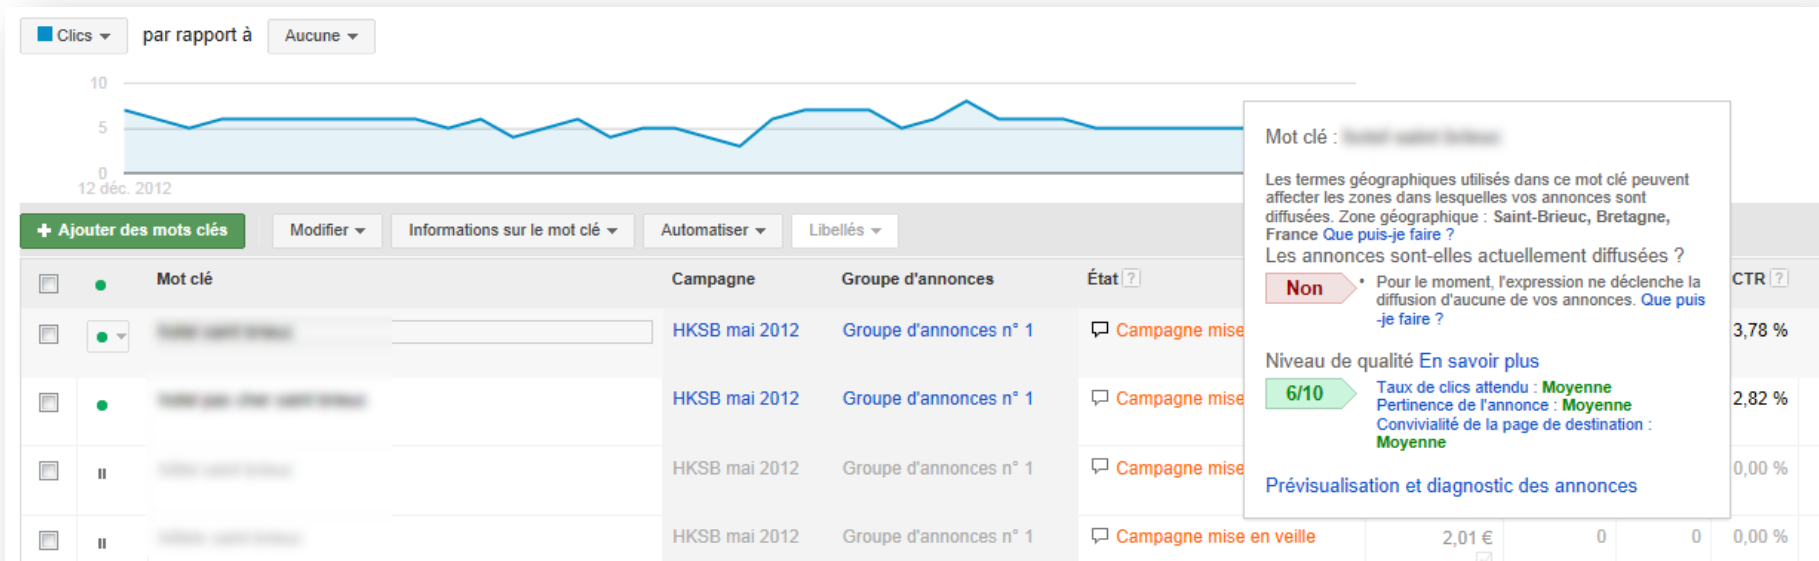 Clics par rapport à Aucune
10
5
0
12 déc. 2012
Ajouter des mots clés Modifier Informations sur le mot clé Automatiser Libellés
Mot clé Campagne Groupe d'annonces État ? CTR ?
HKSB mai 2012 Groupe d'annonces n° 1 Campagne mise 3,78 %
HKSB mai 2012 Groupe d'annonces n° 1 Campagne mise 2,82 %
HKSB mai 2012 Groupe d'annonces n° 1 Campagne mise 0,00 %
HKSB mai 2012 Groupe d'annonces n° 1 Campagne mise en veille 2,01 € 0 0 0,00 %
Mot clé :
Les termes géographiques utilisés dans ce mot clé peuvent
affecter les zones dans lesquelles vos annonces sont
diffusées. Zone géographique : Saint-Brieuc, Bretagne,
France Que puis-je faire ?
Les annonces sont-elles actuellement diffusées ?
Non
• Pour le moment, l'expression ne déclenche la
diffusion d'aucune de vos annonces. Que puis
-je faire ?
Niveau de qualité En savoir plus
6/10
Taux de clics attendu : Moyenne
Pertinence de l'annonce : Moyenne
Convivialité de la page de destination :
Moyenne
Prévisualisation et diagnostic des annonces